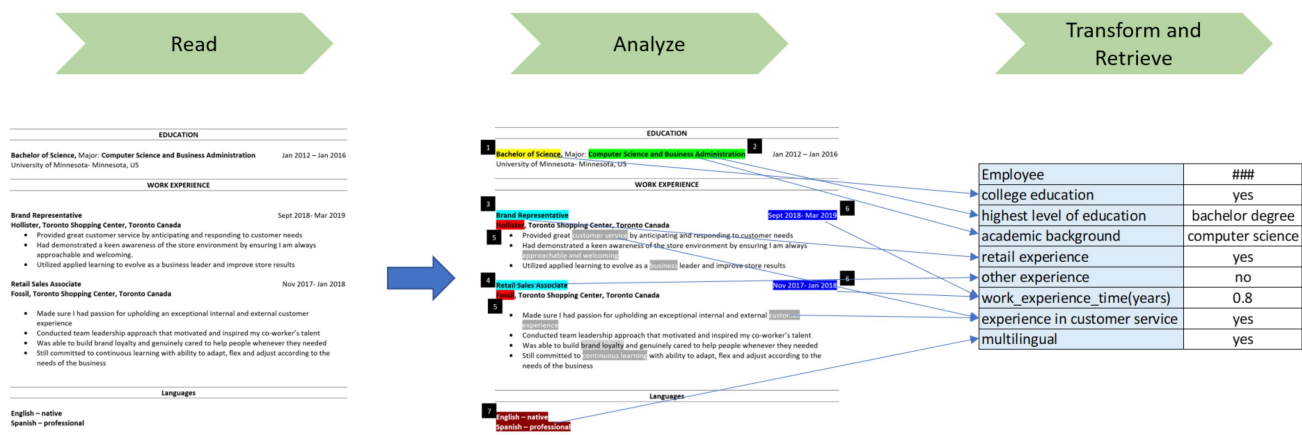 Read
Analyze
Transform and
Retrieve
EDUCATION
Bachelor of Science, Major: Computer Science and Business Administration Jan 2012 – Jan 2016
University of Minnesota- Minnesota, US
WORK EXPERIENCE
Brand Representative Sept 2018- Mar 2019
Hollister, Toronto Shopping Center, Toronto Canada
• Provided great customer service by anticipating and responding to customer needs
• Had demonstrated a keen awareness of the store environment by ensuring I am always
approachable and welcoming.
• Utilized applied learning to evolve as a business leader and improve store results
Retail Sales Associate Nov 2017- Jan 2018
Fossil, Toronto Shopping Center, Toronto Canada
• Made sure I had passion for upholding an exceptional internal and external customer
experience
• Conducted team leadership approach that motivated and inspired my co-worker's talent
• Was able to build brand loyalty and genuinely cared to help people whenever they needed
• Still committed to continuous learning with ability to adapt, flex and adjust according to the
needs of the business
Languages
English – native
Spanish – professional
EDUCATION
1 Bachelor of Science, Major: Computer Science and Business Administration 2 Jan 2012 – Jan 2016
University of Minnesota- Minnesota, US
WORK EXPERIENCE
3 Brand Representative Sept 2018- Mar 2019 6
Hollister, Toronto Shopping Center, Toronto Canada
5 • Provided great customer service by anticipating and responding to customer needs
• Had demonstrated a keen awareness of the store environment by ensuring I am always
approachable and welcoming
• Utilized applied learning to evolve as a business leader and improve store results
4 Retail Sales Associate Nov 2017- Jan 2018 6
Fossil, Toronto Shopping Center, Toronto Canada
5
• Made sure I had passion for upholding an exceptional internal and external customer
experience
• Conducted team leadership approach that motivated and inspired my co-worker's talent
• Was able to build brand loyalty and genuinely cared to help people whenever they needed
• Still committed to continuous learning with ability to adapt, flex and adjust according to the
needs of the business
Languages
7 English – native
Spanish – professional
Employee ###
college education yes
highest level of education bachelor degree
academic background computer science
retail experience yes
other experience no
work_experience_time(years) 0.8
experience in customer service yes
multilingual yes